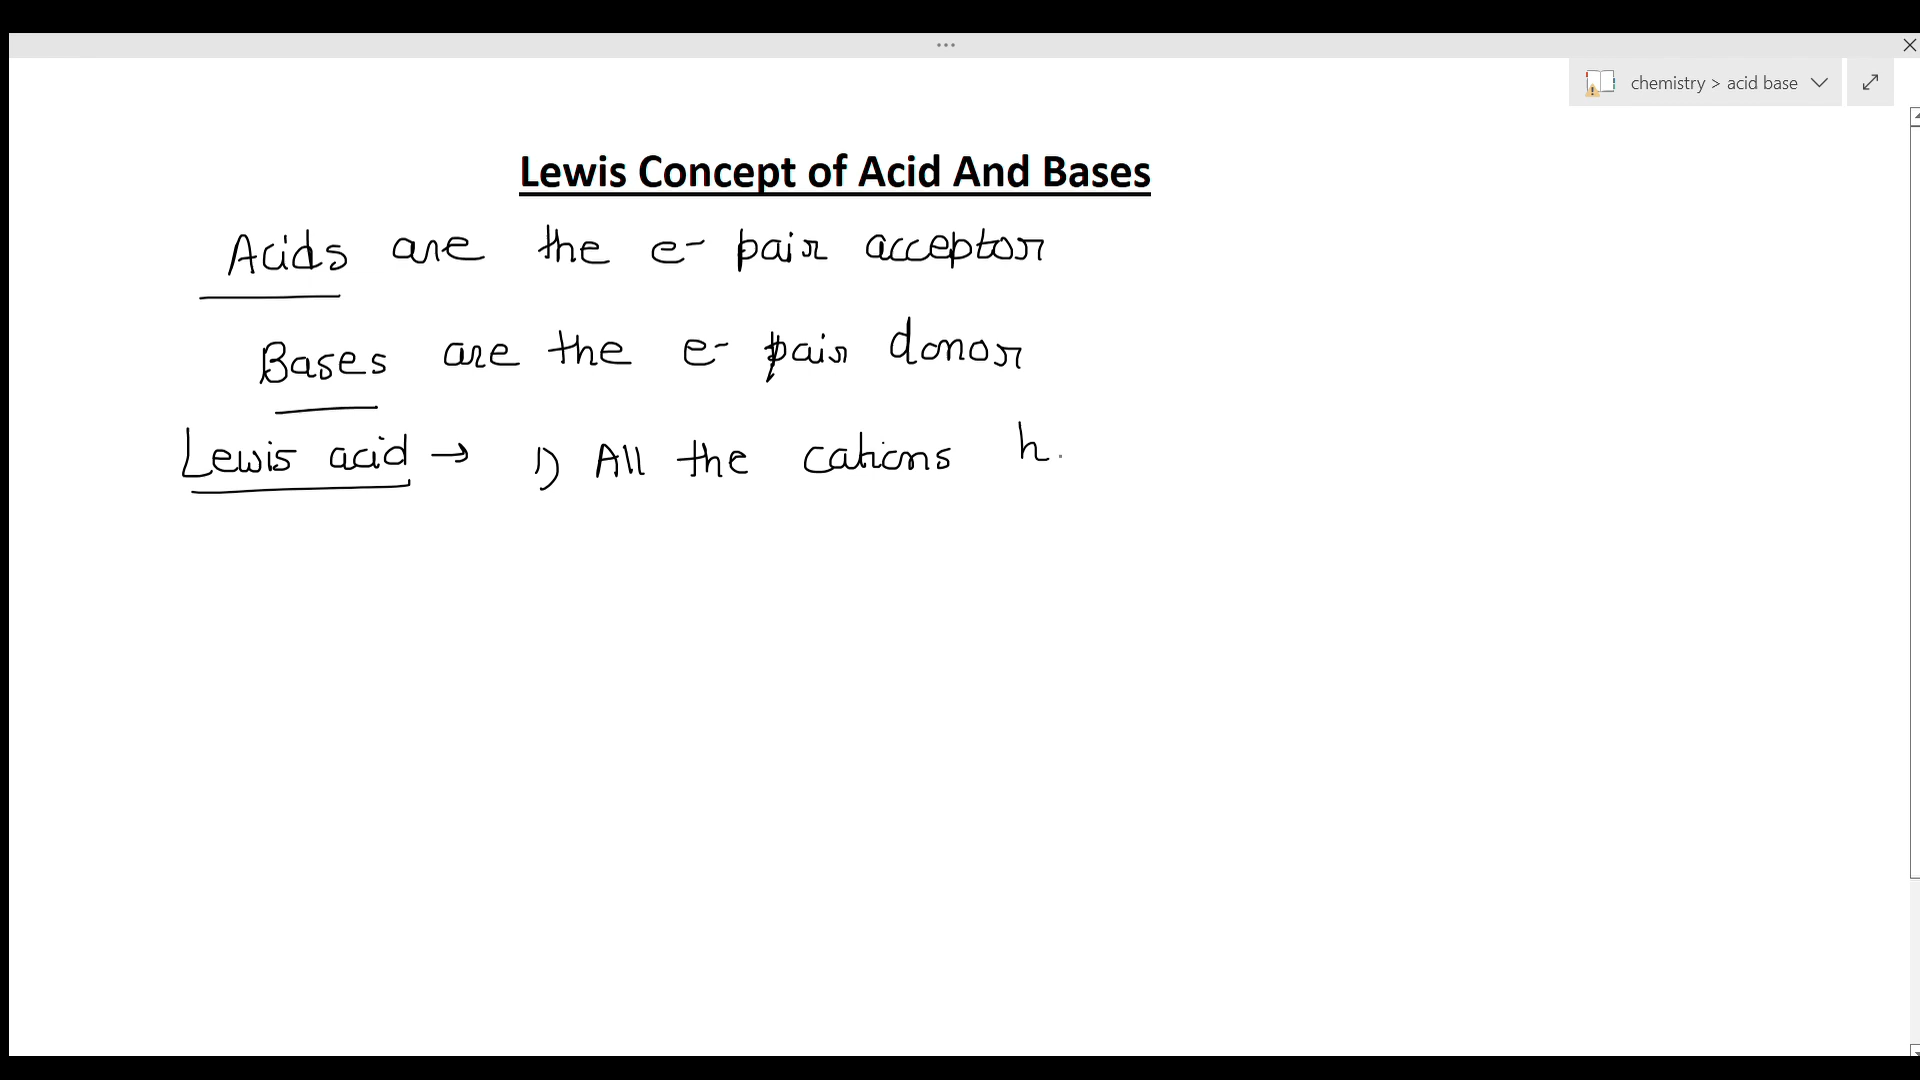 chemistry > acid base
Lewis Concept of Acid And Bases
Acids are the e- pair acceptor
Bases are the e- pair donor
Lewis acid → 1) All the cations h.